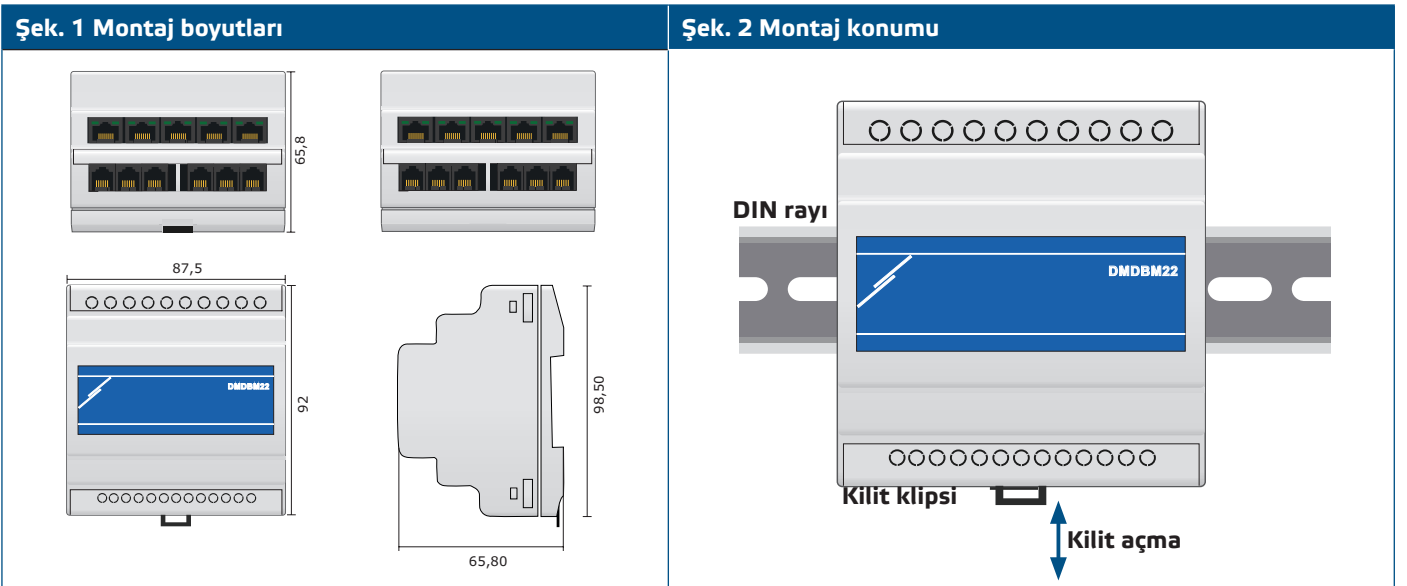 Şek. 1 Montaj boyutları
Şek. 2 Montaj konumu
65,8
87,5
DMDBM22
92
98,50
65,80
DIN rayı
DMDBM22
Kilit klipsi
Kilit açma